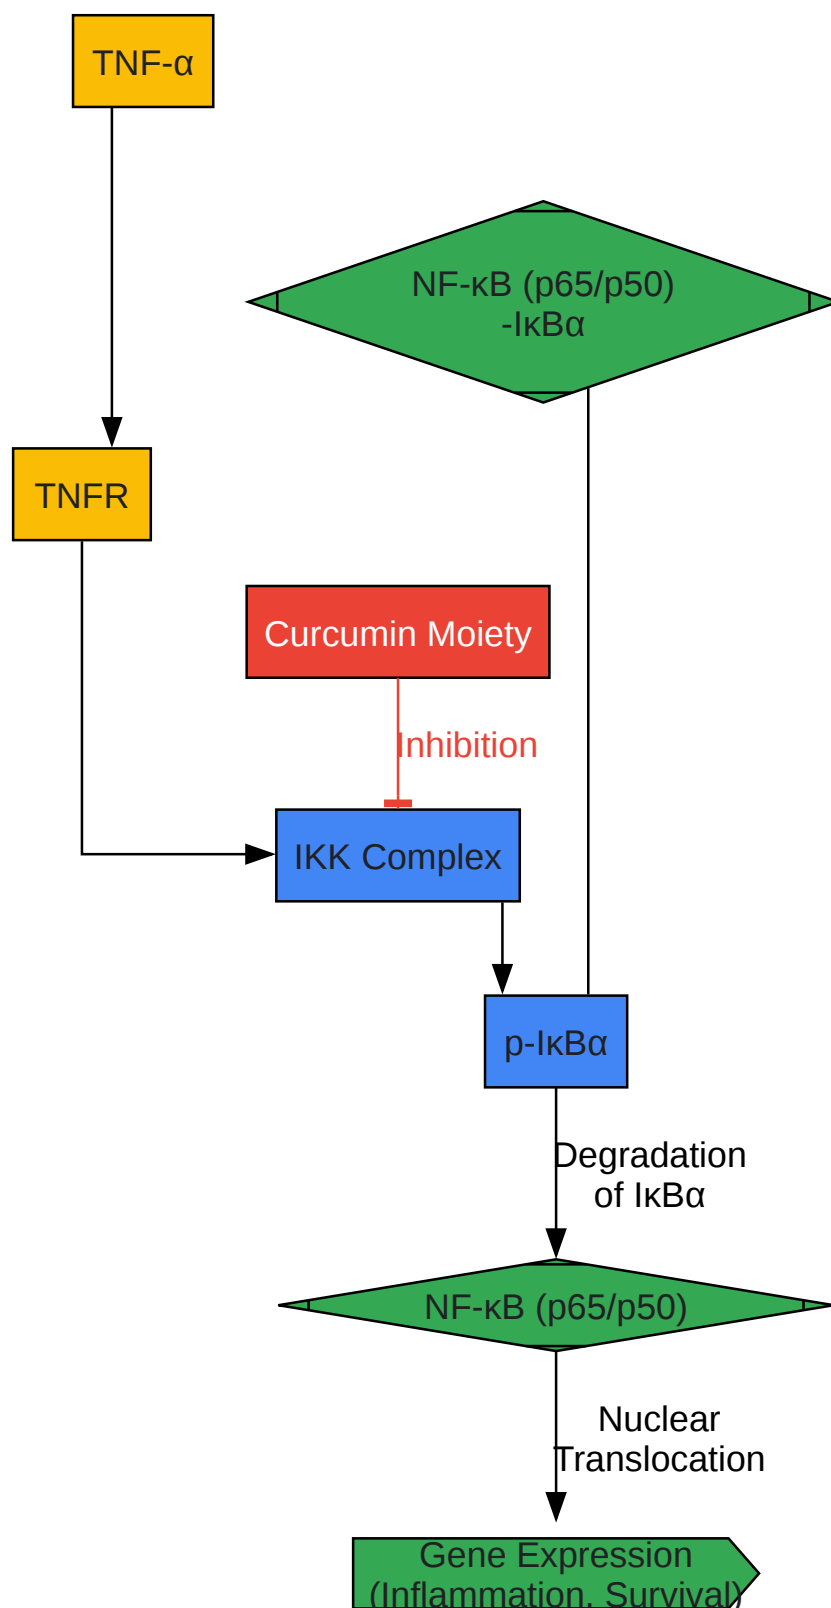 TNF-α
NF-κB (p65/p50)
-IκBα
TNFR
Curcumin Moiety
Inhibition
IKK Complex
p-IκBα
Degradation
of IκBα
NF-κB (p65/p50)
Nuclear
Translocation
Gene Expression
(Inflammation, Survival)